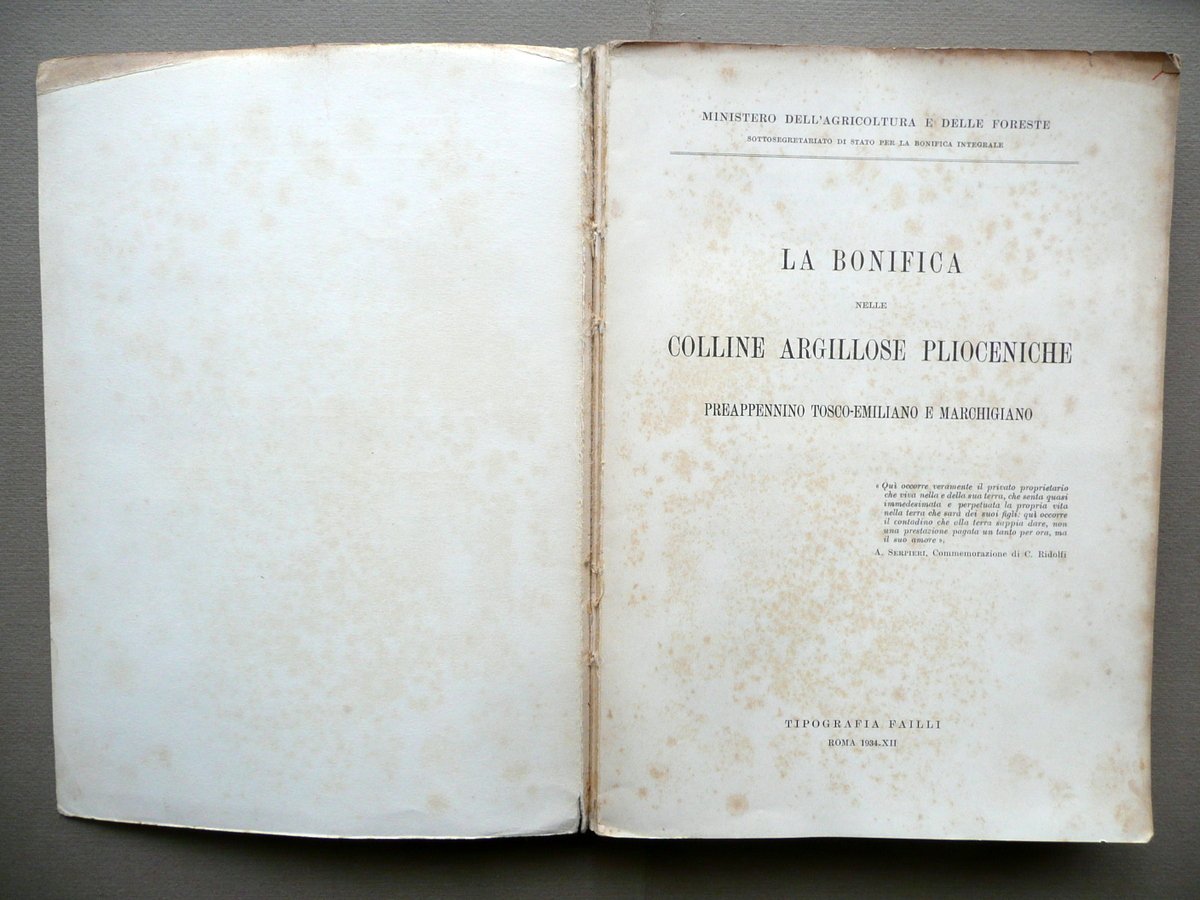 MINISTERO DELL'AGRICOLTURA E DELLE FORESTE
SOTTOSEGRETARIATO DI STATO PER LA BONIFICA INTEGRALE
LA BONIFICA
NELLE
COLLINE ARGILLOSE PLIOCENICHE
PREAPPENNINO TOSCO-EMILIANO E MARCHIGIANO
« Qui occorre veramente il privato proprietario
che viva nella e della sua terra, che senta quasi
immedesimata e perpetuata la propria vita
nella terra che sarà dei suoi figli: qui occorre
il contadino che alla terra sappia dare, non
una prestazione pagata un tanto per ora, ma
il suo amore ».
A. SERPIERI, Commemorazione di C. Ridolfi
TIPOGRAFIA FAILLI
ROMA 1934-XII